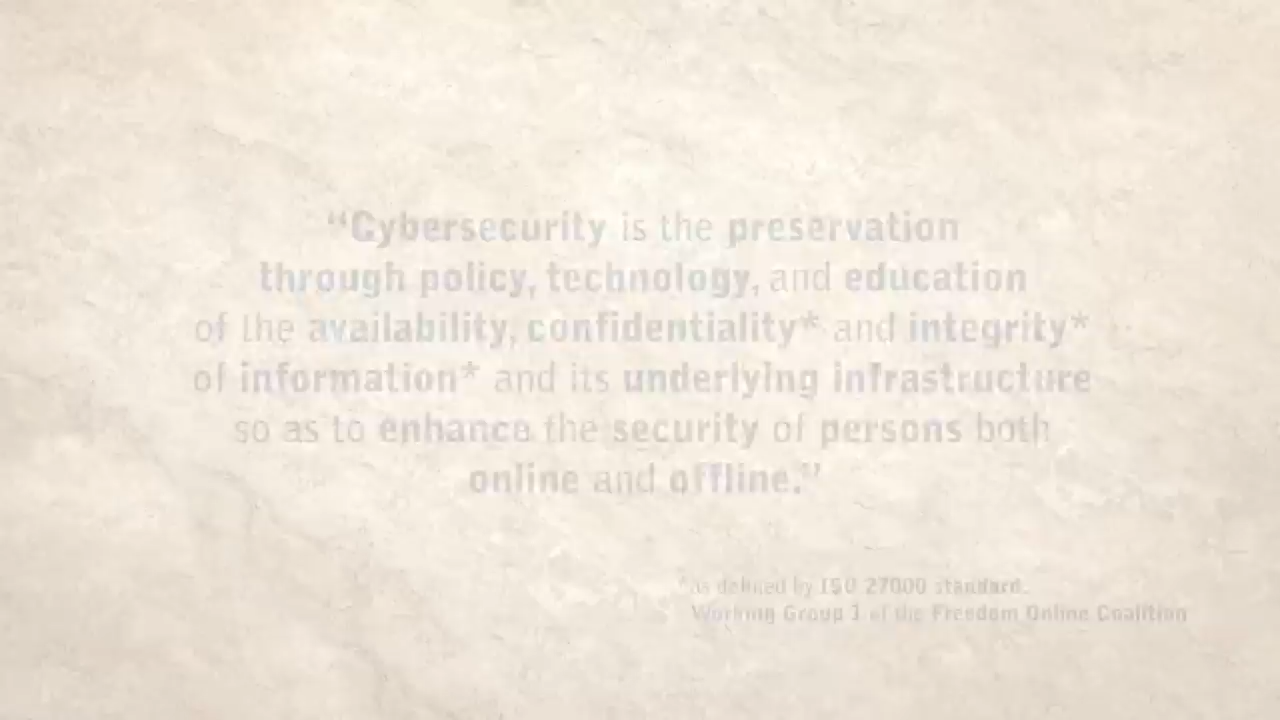 “Cybersecurity is the preservation
through policy, technology, and education
of the availability, confidentiality* and integrity*
of information* and its underlying infrastructure
so as to enhance the security of persons both
online and offline.”
*as defined by ISO 27000 standard.
Working Group 1 of the Freedom Online Coalition